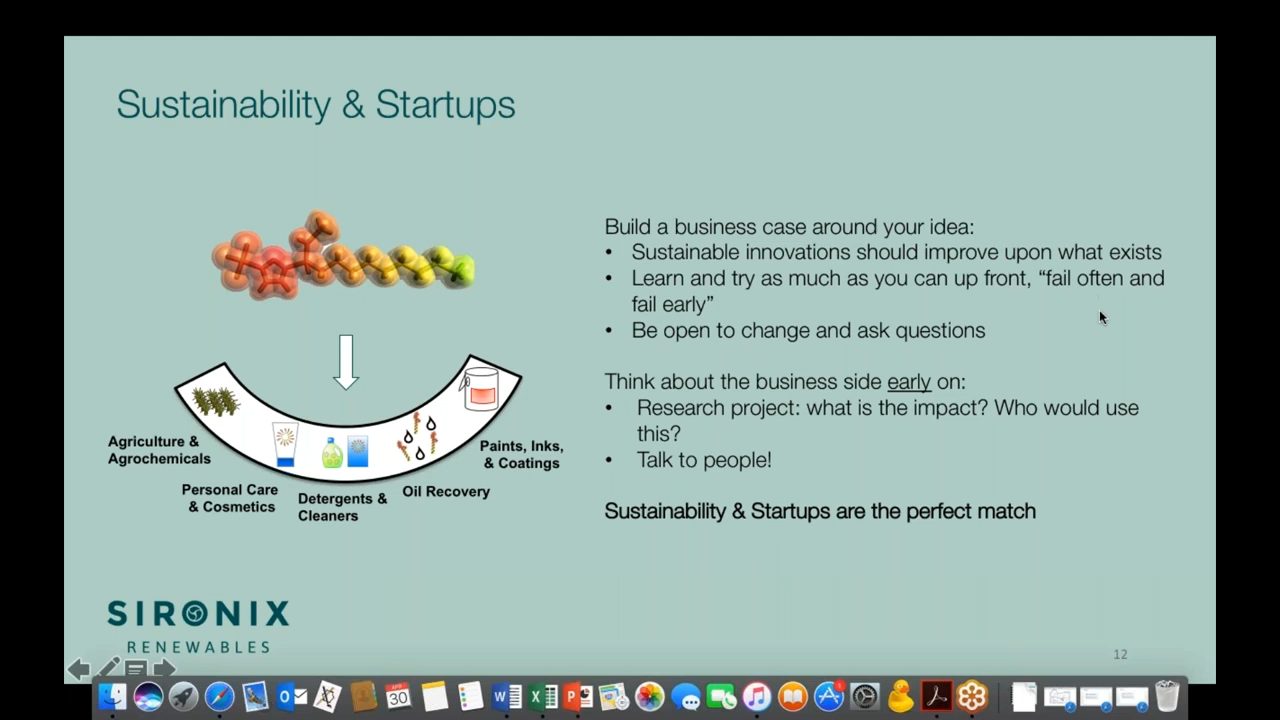 Sustainability & Startups
Build a business case around your idea:
• Sustainable innovations should improve upon what exists
• Learn and try as much as you can up front, “fail often and
fail early”
• Be open to change and ask questions
Think about the business side early on:
• Research project: what is the impact? Who would use
this?
• Talk to people!
Sustainability & Startups are the perfect match
Agriculture &
Agrochemicals
Personal Care
& Cosmetics
Detergents &
Cleaners
Oil Recovery
Paints, Inks,
& Coatings
SIRONIX
RENEWABLES
12
APR
30